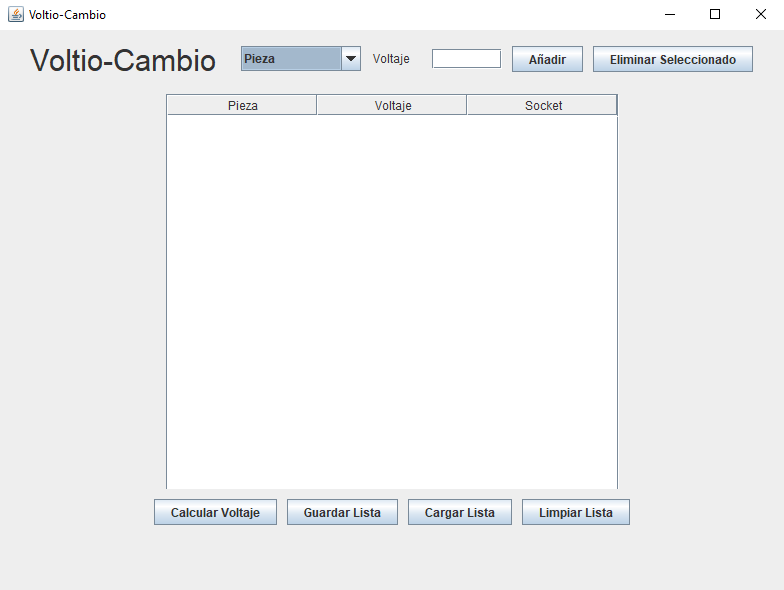 Voltio-Cambio
Voltio-Cambio Pieza Voltaje Añadir Eliminar Seleccionado
Pieza Voltaje Socket
Calcular Voltaje Guardar Lista Cargar Lista Limpiar Lista